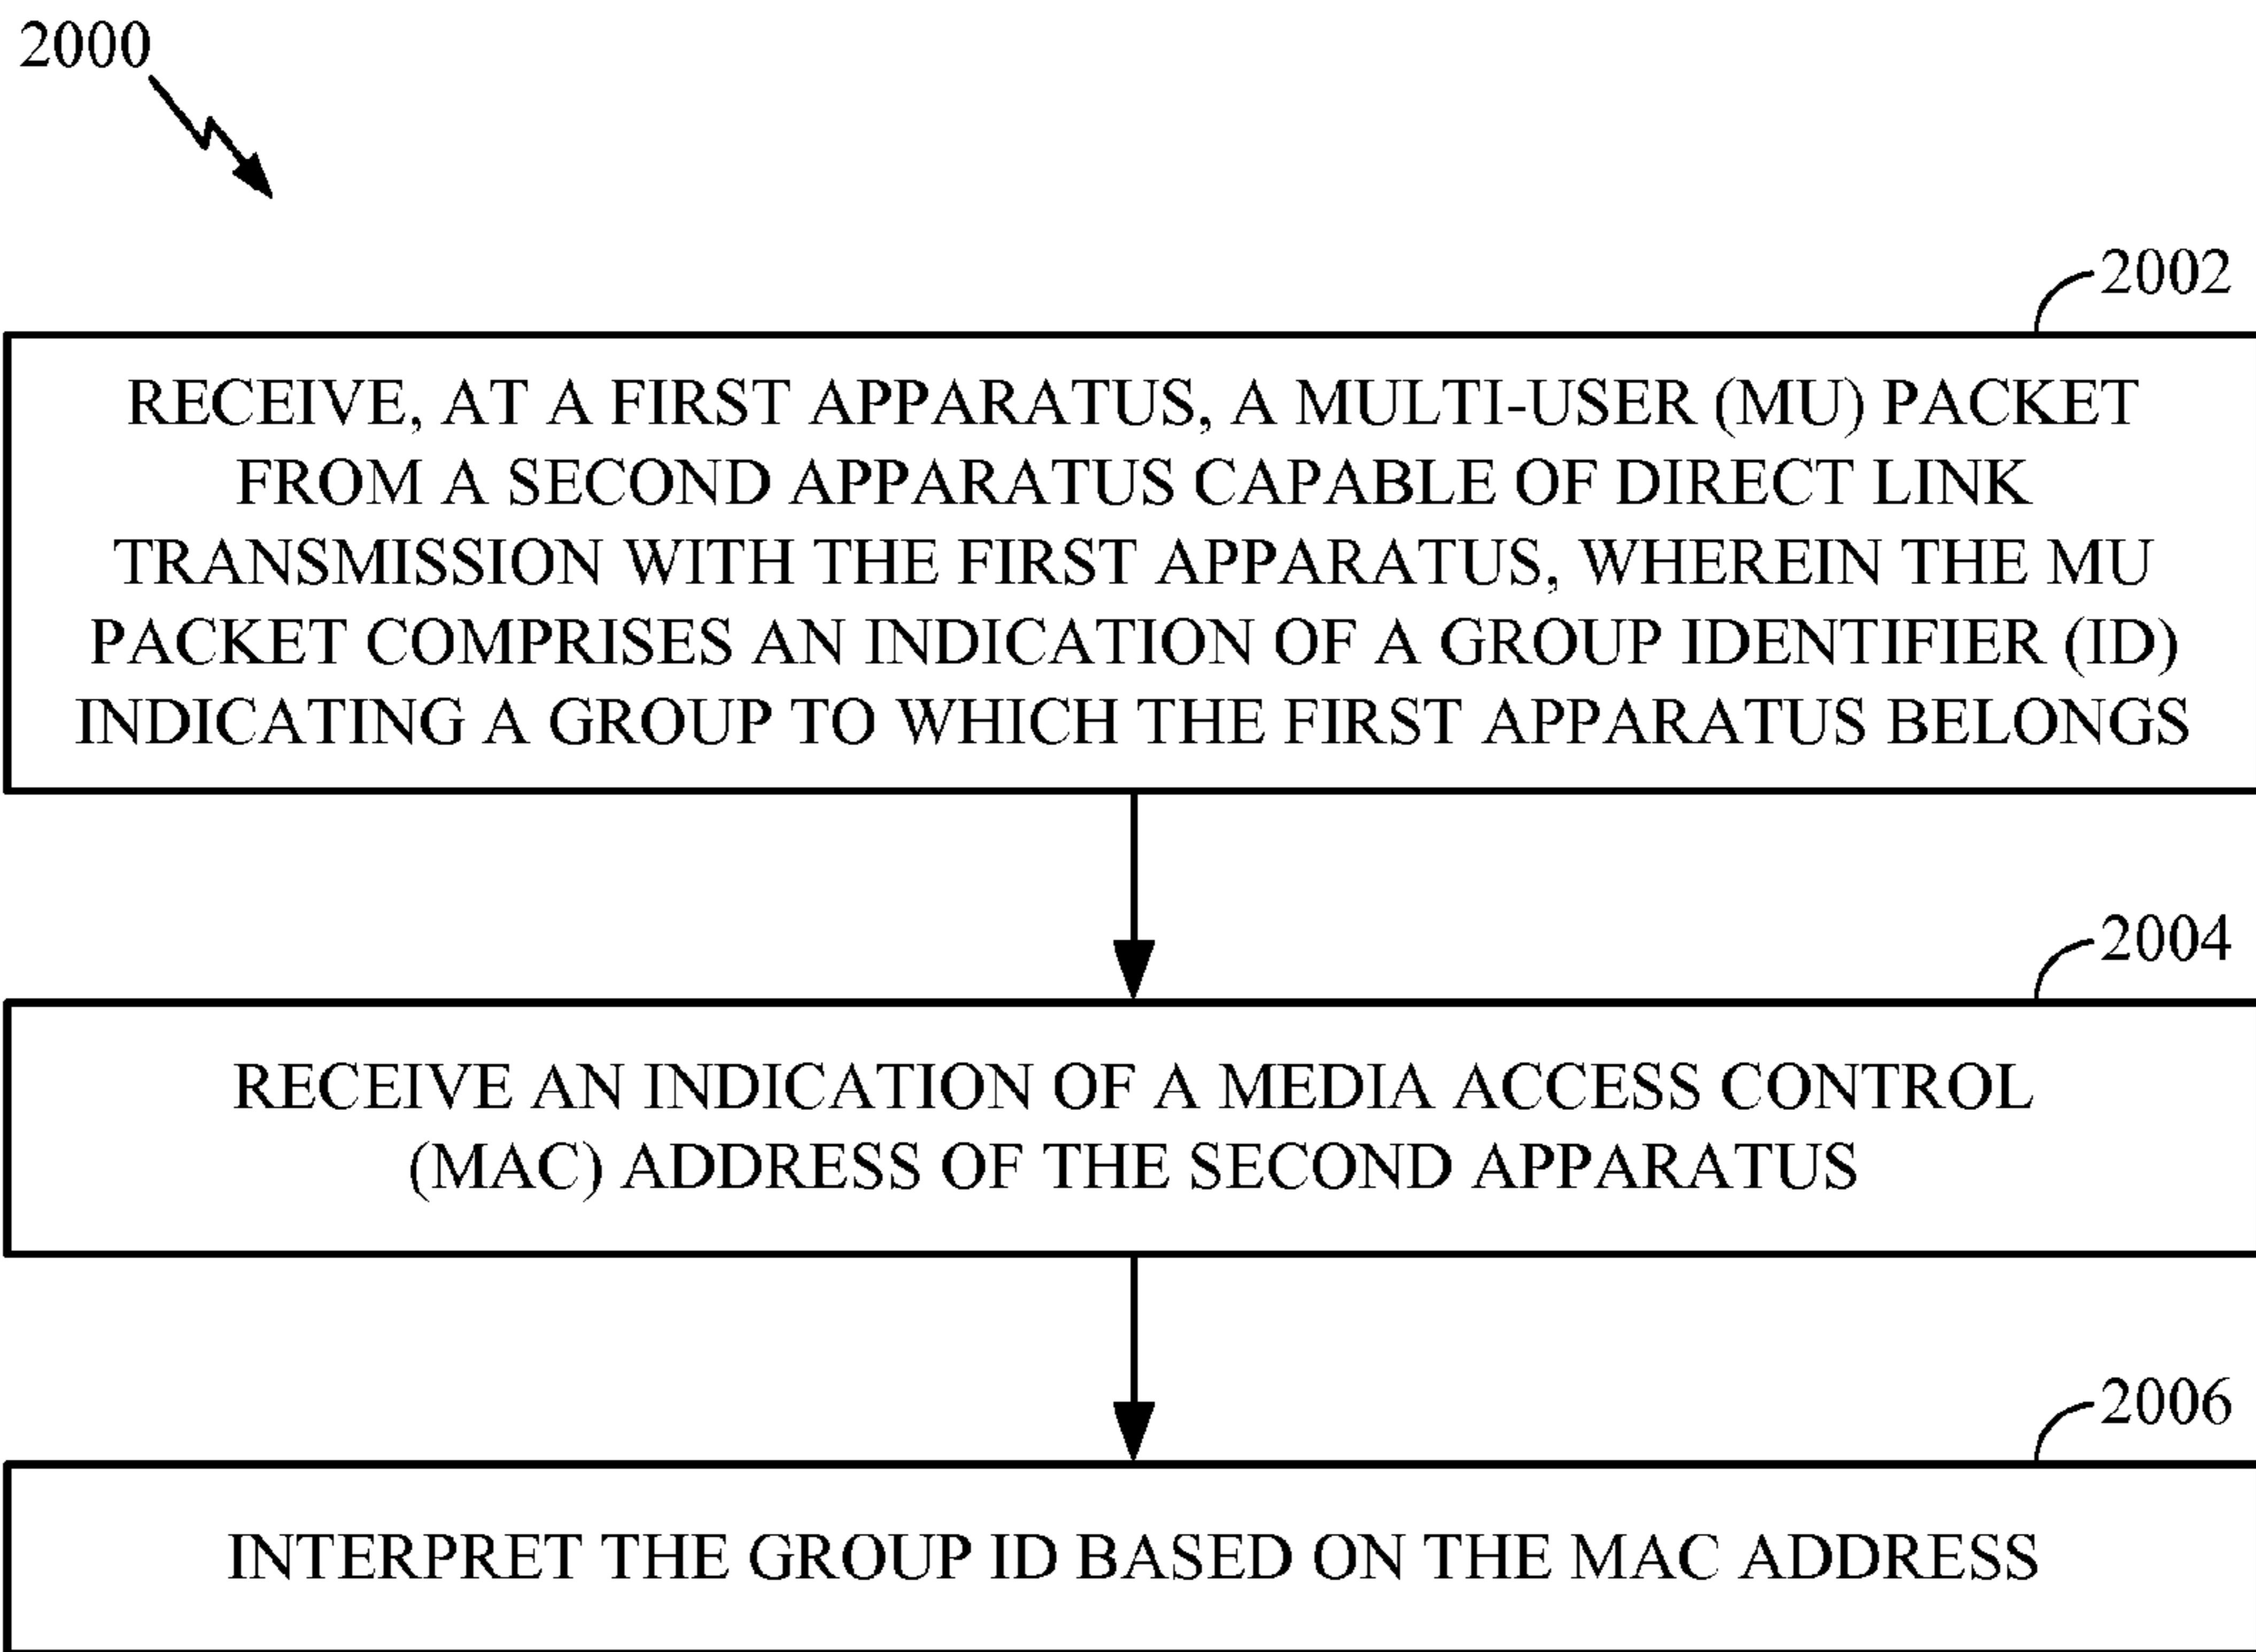 2000
2002
RECEIVE, AT A FIRST APPARATUS, A MULTI-USER (MU) PACKET
FROM A SECOND APPARATUS CAPABLE OF DIRECT LINK
TRANSMISSION WITH THE FIRST APPARATUS, WHEREIN THE MU
PACKET COMPRISES AN INDICATION OF A GROUP IDENTIFIER (ID)
INDICATING A GROUP TO WHICH THE FIRST APPARATUS BELONGS
2004
RECEIVE AN INDICATION OF A MEDIA ACCESS CONTROL
(MAC) ADDRESS OF THE SECOND APPARATUS
2006
INTERPRET THE GROUP ID BASED ON THE MAC ADDRESS